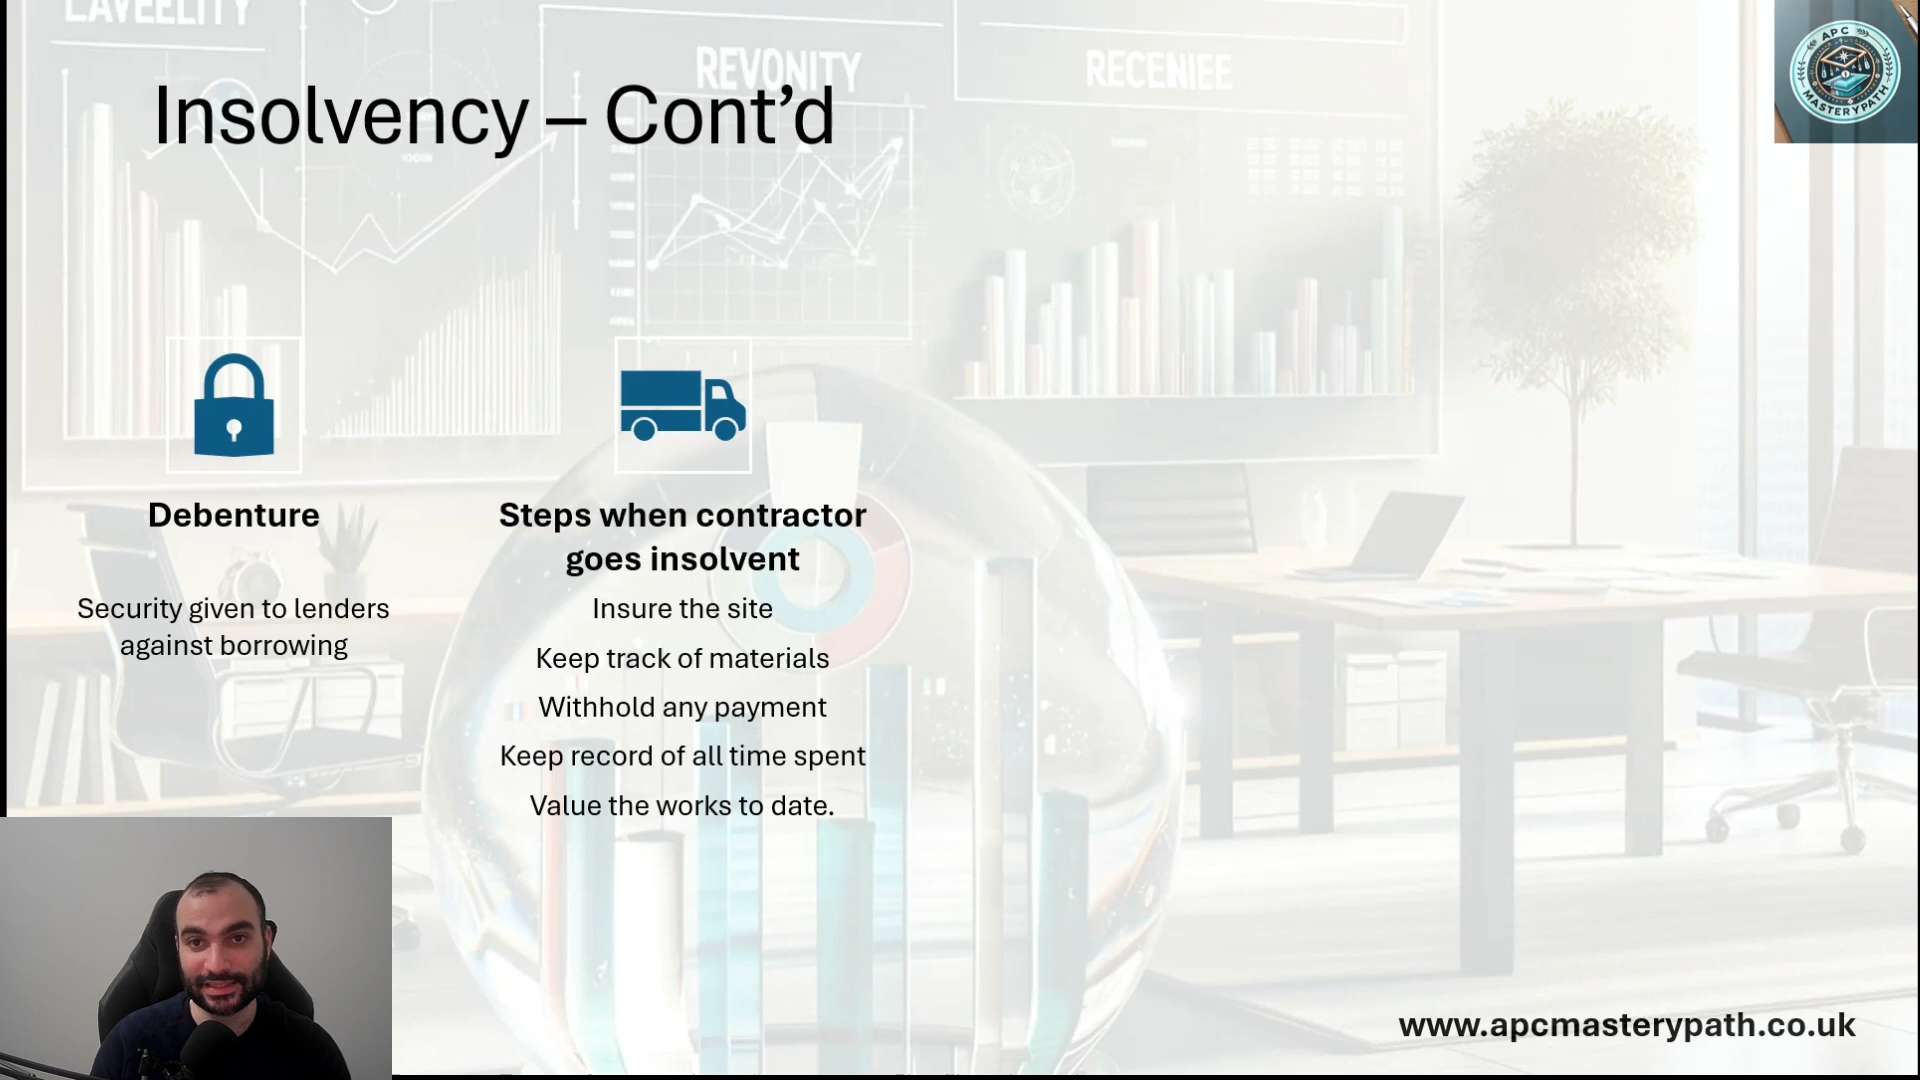 LAVEELITY
REVONITY
RECENIEE
APC
MASTERYPATH
Insolvency – Cont’d
Debenture
Security given to lenders
against borrowing
Steps when contractor
goes insolvent
Insure the site
Keep track of materials
Withhold any payment
Keep record of all time spent
Value the works to date.
www.apcmasterypath.co.uk